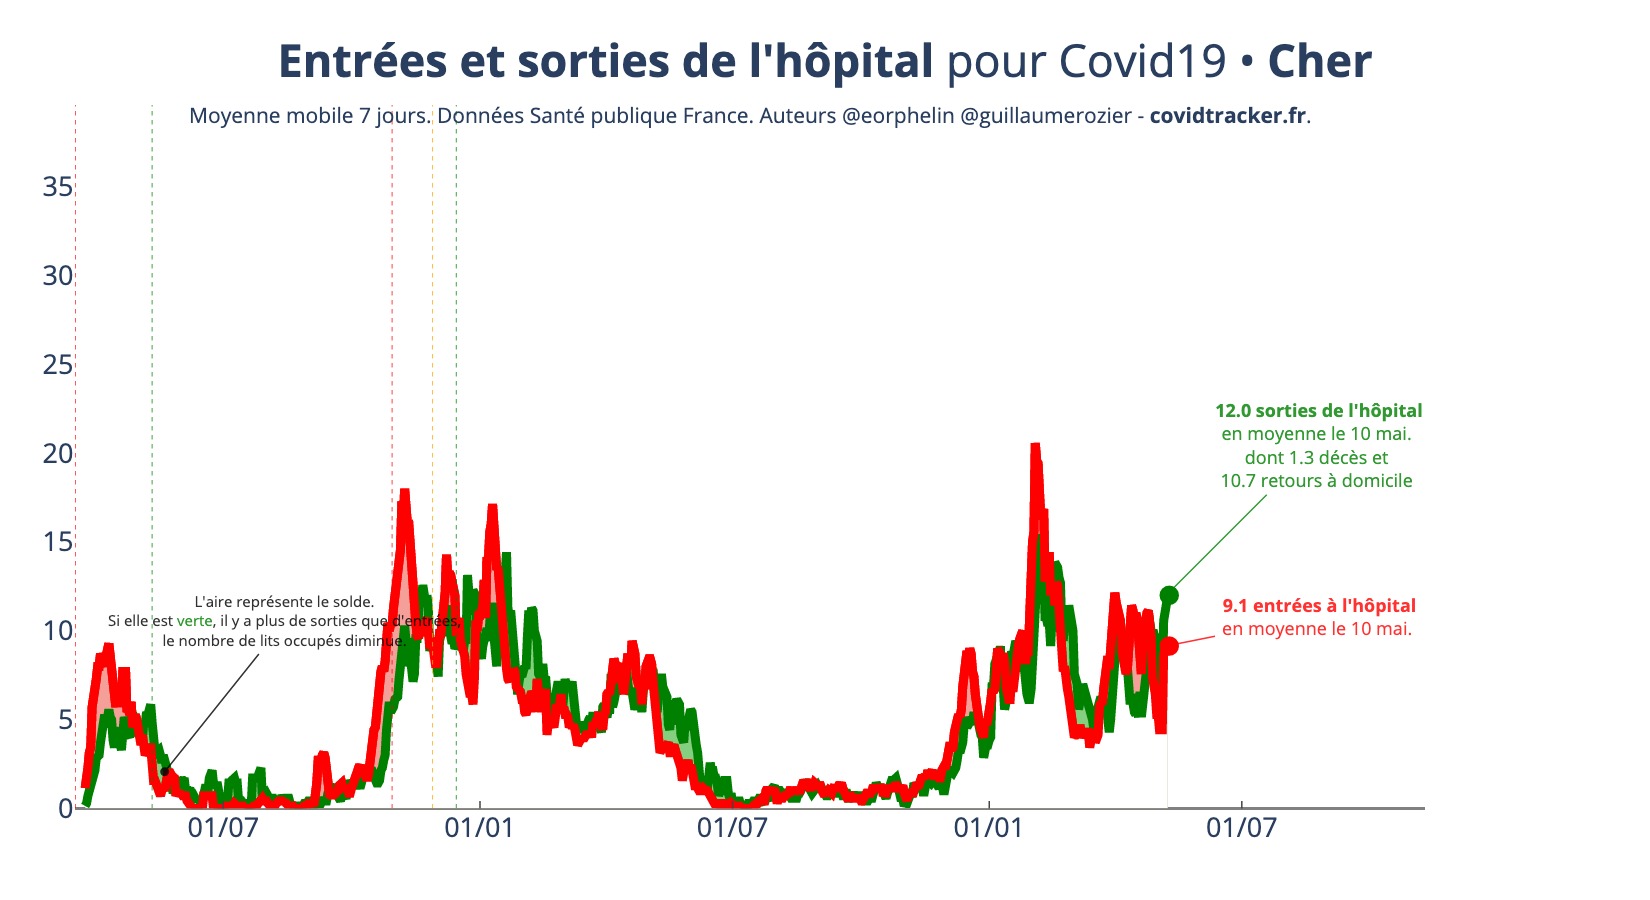 Entrées et sorties de l'hôpital pour Covid19 • Cher
Moyenne mobile 7 jours. Données Santé publique France. Auteurs @eorphelin @guillaumerozier - covidtracker.fr.
35
30
25
20
15
10
5
0
12.0 sorties de l'hôpital
en moyenne le 10 mai.
dont 1.3 décès et
10.7 retours à domicile
9.1 entrées à l'hôpital
en moyenne le 10 mai.
L'aire représente le solde.
Si elle est verte, il y a plus de sorties que d'entrées,
le nombre de lits occupés diminue.
01/07
01/01
01/07
01/01
01/07